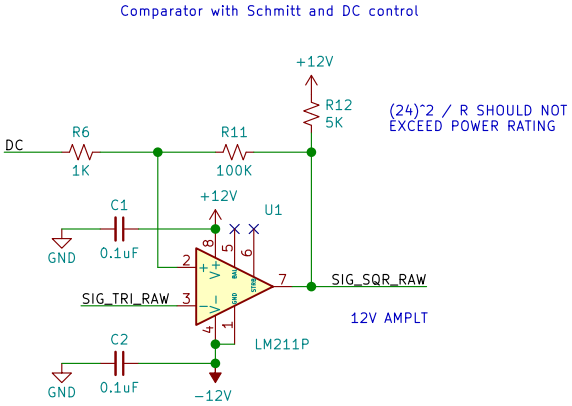 Comparator with Schmitt and DC control
+12V
R12
5K
(24)^2 / R SHOULD NOT
EXCEED POWER RATING
DC
R6
1K
R11
100K
C1
0.1uF
GND
+12V
U1
8
5
6
2
+
V+
BAL
STRB
7
SIG_SQR_RAW
SIG_TRI_RAW
3
-
V-
GND
4
1
12V AMPLT
LM211P
C2
0.1uF
GND
-12V